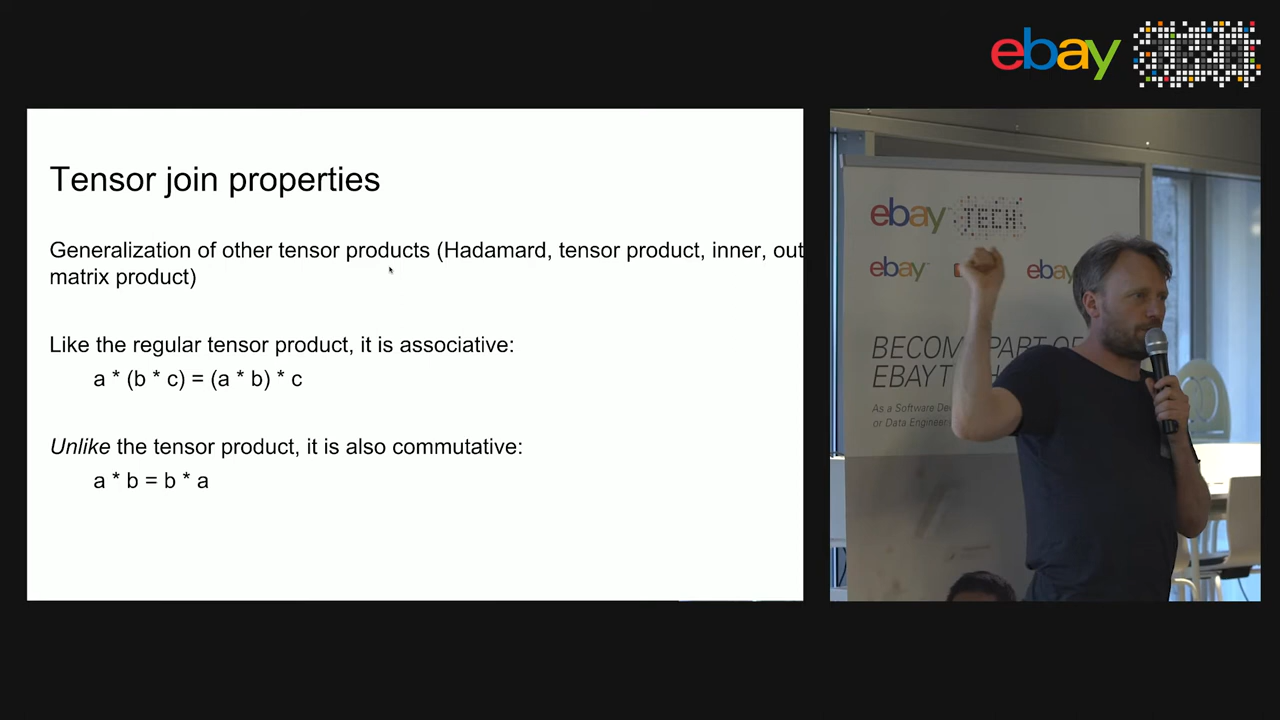 ebay
Tensor join properties
Generalization of other tensor products (Hadamard, tensor product, inner, out
matrix product)
Like the regular tensor product, it is associative:
a * (b * c) = (a * b) * c
Unlike the tensor product, it is also commutative:
a * b = b * a
ebay TECH
ebay
ebay
BECOM PART OF
EBAY T
As a Software De
or Data Engineer